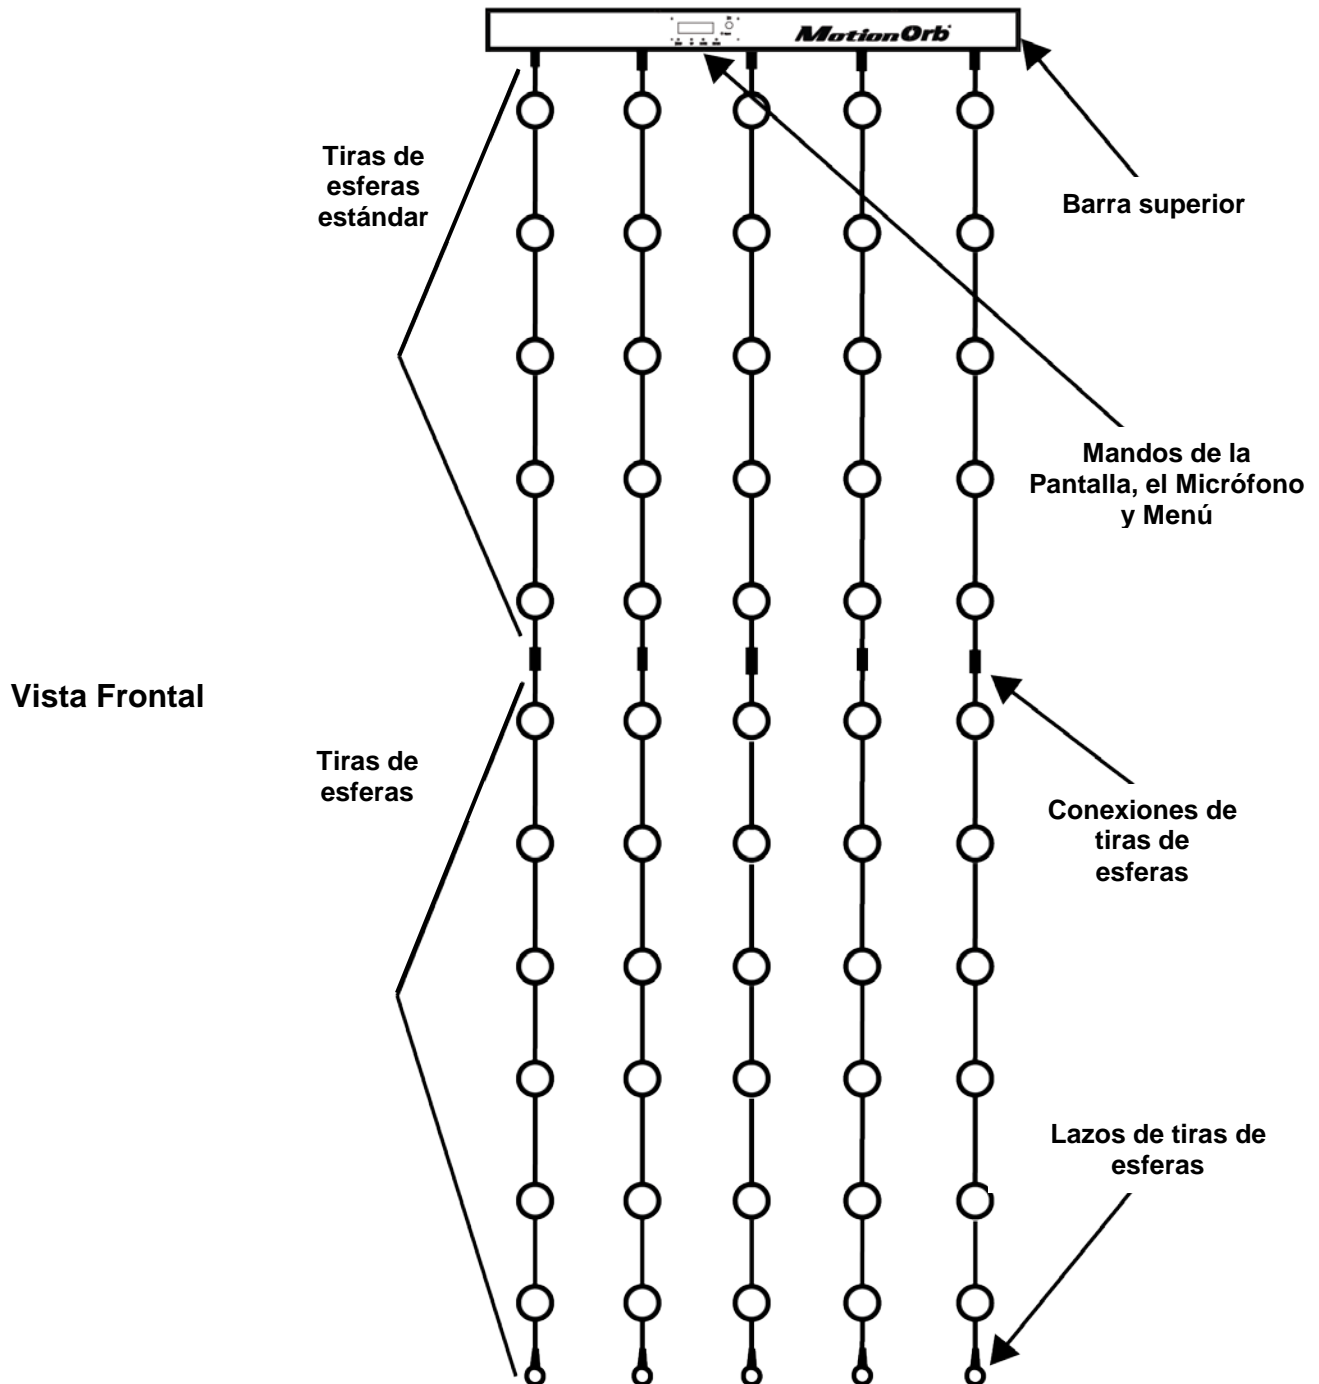 MotionOrb
Tiras de
esferas
estándar
Barra superior
Mandos de la
Pantalla, el Micrófono
y Menú
Vista Frontal
Tiras de
esferas
Conexiones de
tiras de
esferas
Lazos de tiras de
esferas